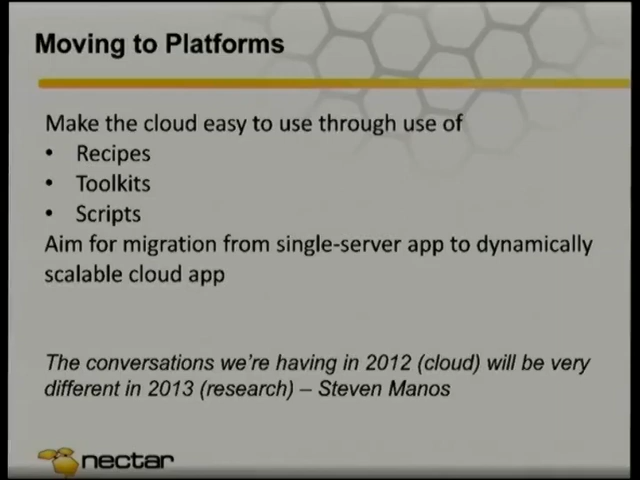 Moving to Platforms
Make the cloud easy to use through use of
• Recipes
• Toolkits
• Scripts
Aim for migration from single-server app to dynamically
scalable cloud app
The conversations we're having in 2012 (cloud) will be very
different in 2013 (research) – Steven Manos
nectar